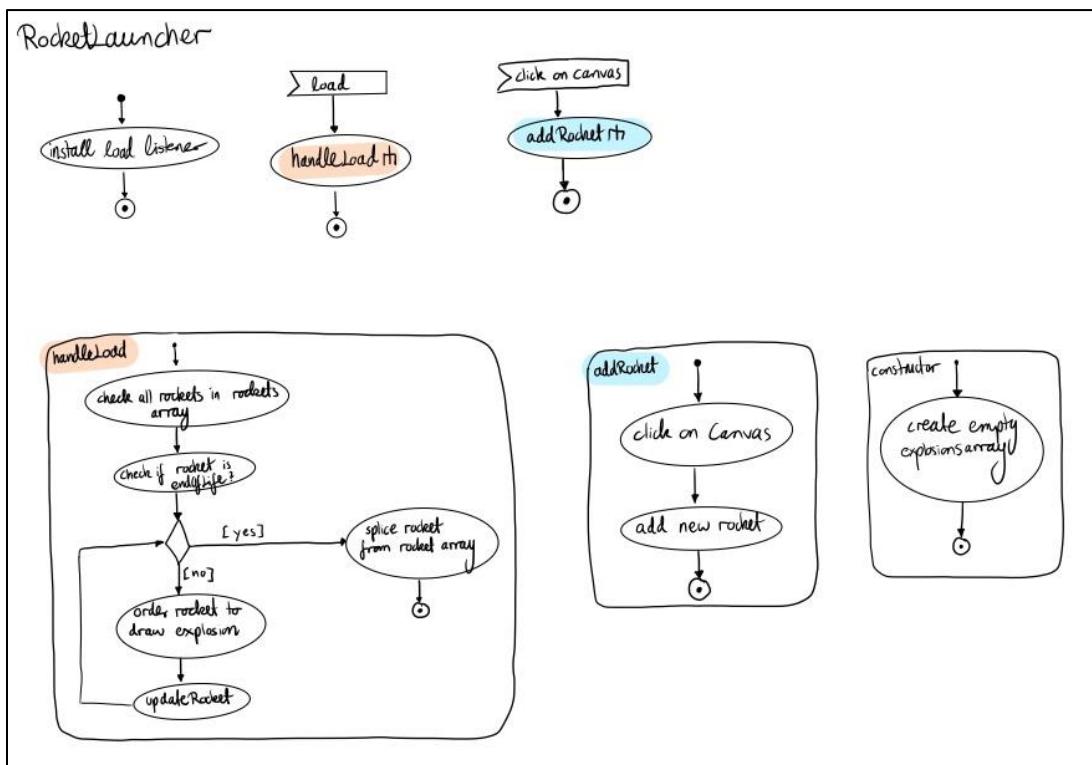 RocketLauncher
install load listener
load
handleLoad
click on canvas
addRocket
handleLoad
check all rockets in rockets
array
check if rocket is
endOfLife?
[yes]
splice rocket
from rocket array
[no]
order rocket to
draw explosion
updateRocket
addRocket
click on Canvas
add new rocket
constructor
create empty
explosionsarray